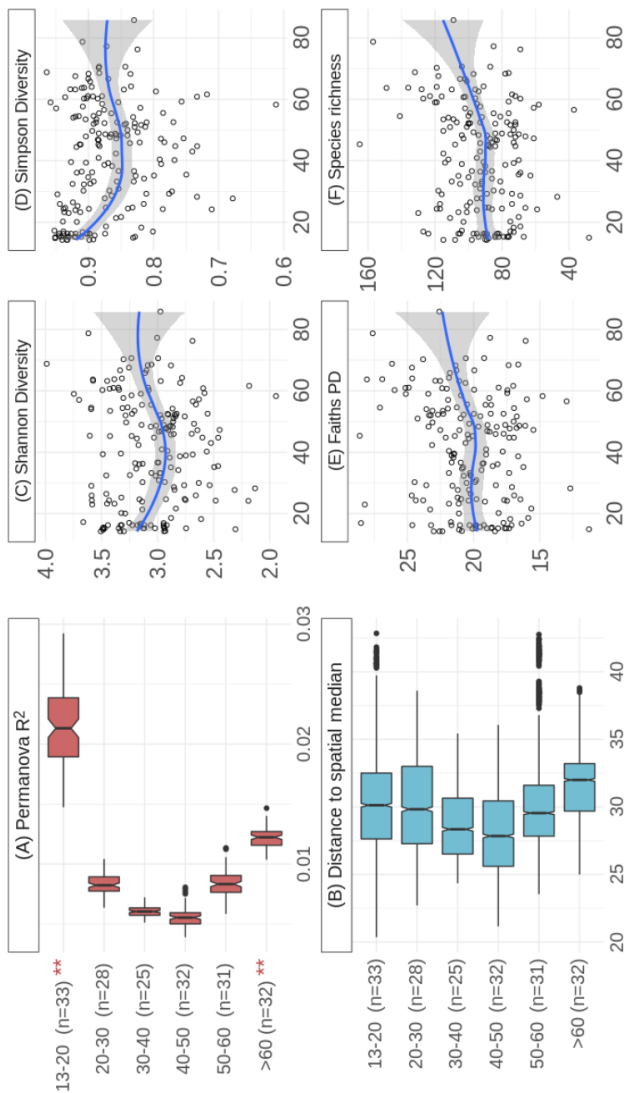 (A) Permanova R²
13-20 (n=33) **
20-30 (n=28)
30-40 (n=25)
40-50 (n=32)
50-60 (n=31)
>60 (n=32) **
0.01 0.02 0.03
(B) Distance to spatial median
13-20 (n=33)
20-30 (n=28)
30-40 (n=25)
40-50 (n=32)
50-60 (n=31)
>60 (n=32)
20 25 30 35 40
(C) Shannon Diversity
4.0
3.5
3.0
2.5
2.0
20 40 60 80
(D) Simpson Diversity
0.9
0.8
0.7
0.6
20 40 60 80
(E) Faiths PD
25
20
15
20 40 60 80
(F) Species richness
160
120
80
40
20 40 60 80